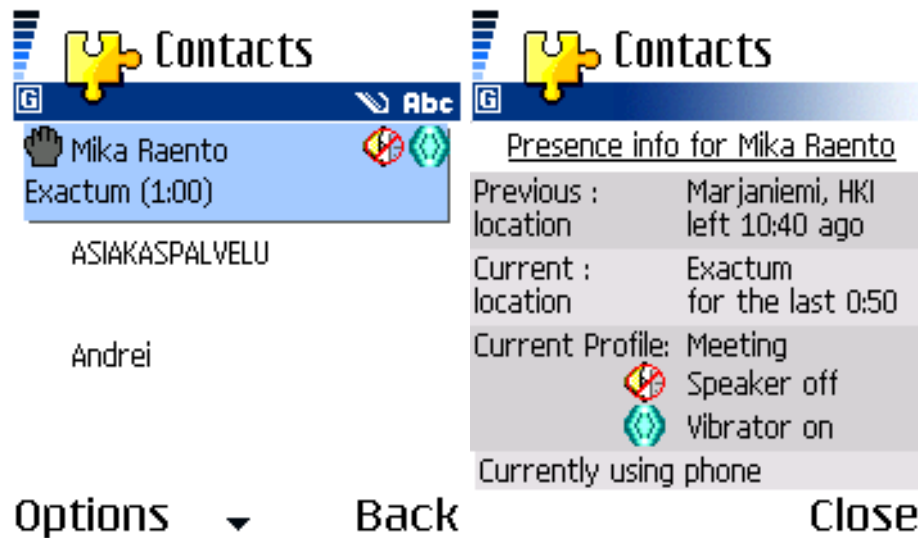 Contacts
G
Abc
Mika Raento
Exactum (1:00)
ASIAKASPALVELU
Andrei
Options
Back
Contacts
G
Presence info for Mika Raento
Previous : Marjaniemi, HKI
location left 10:40 ago
Current : Exactum
location for the last 0:50
Current Profile: Meeting
Speaker off
Vibrator on
Currently using phone
Close